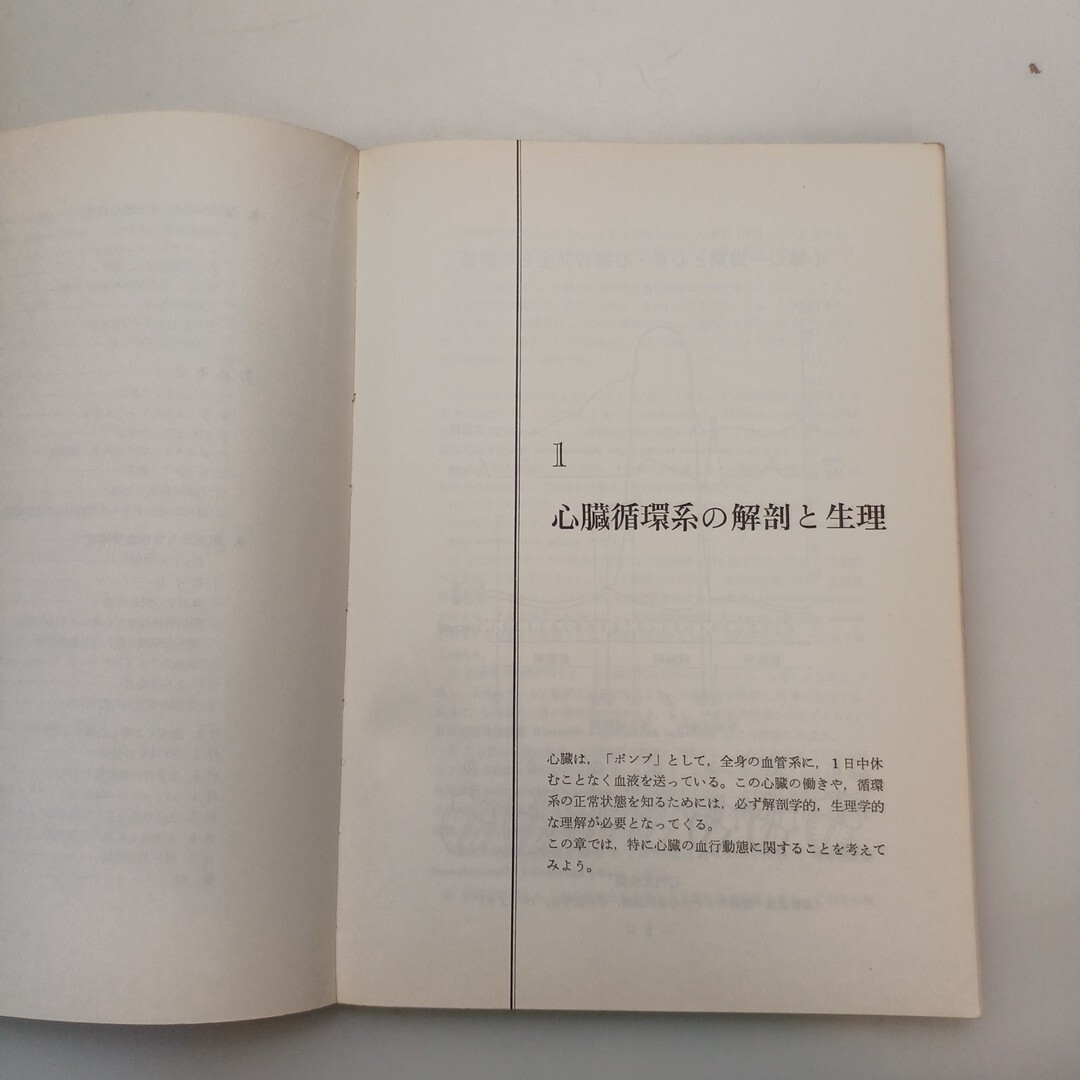 1
心臓循環系の解剖と生理
心臓は，「ポンプ」として，全身の血管系に，１日中休
むことなく血液を送っている。この心臓の働きや，循環
系の正常状態を知るためには，必ず解剖学的，生理学的
な理解が必要となってくる。
この章では，特に心臓の血行動態に関することを考えて
みよう。